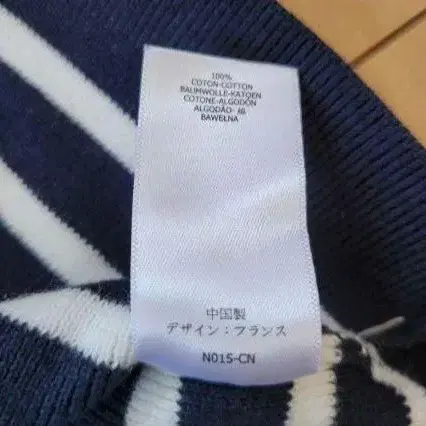 100%
COTON-COTTON
BAUMWOLLE-KATOEN
COTONE-ALGODÓN
ALGODÃO- 綿
BAWEŁNA
中国製
デザイン：フランス
N015-CN